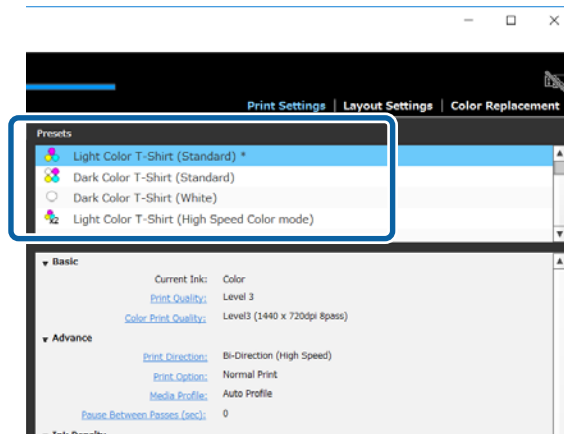 Print Settings | Layout Settings | Color Replacement
Presets
Light Color T-Shirt (Standard) *
Dark Color T-Shirt (Standard)
Dark Color T-Shirt (White)
x2 Light Color T-Shirt (High Speed Color mode)
Basic
Current Ink: Color
Print Quality: Level 3
Color Print Quality: Level3 (1440 x 720dpi 8pass)
Advance
Print Direction: Bi-Direction (High Speed)
Print Option: Normal Print
Media Profile: Auto Profile
Pause Between Passes (sec): 0
Ink Density